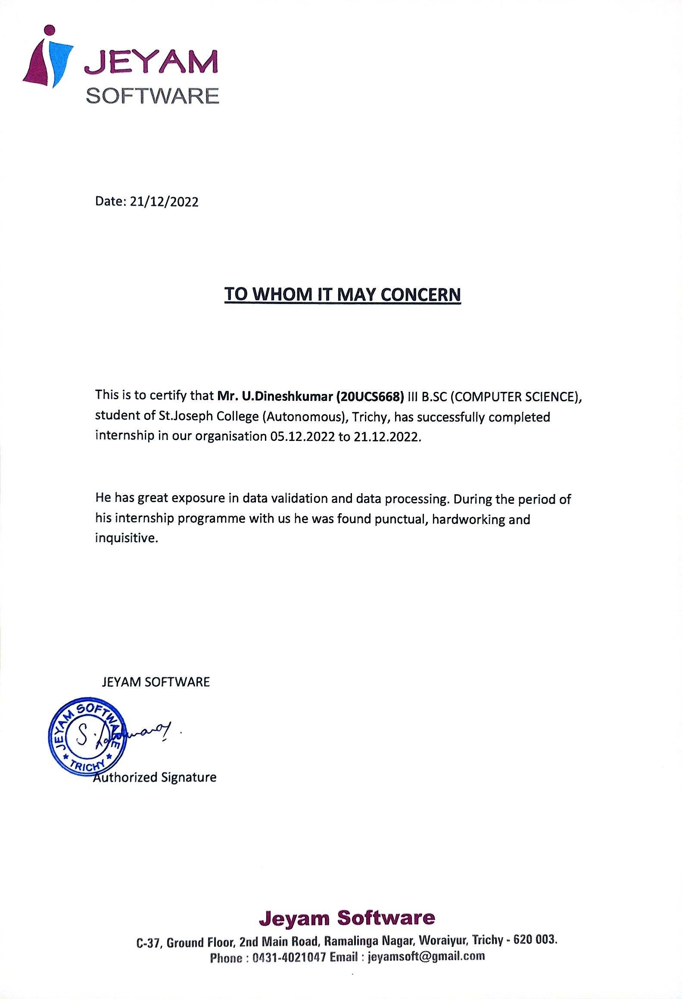 JEYAM
SOFTWARE
Date: 21/12/2022
TO WHOM IT MAY CONCERN
This is to certify that Mr. U.Dineshkumar (20UCS668) III B.SC (COMPUTER SCIENCE),
student of St.Joseph College (Autonomous), Trichy, has successfully completed
internship in our organisation 05.12.2022 to 21.12.2022.
He has great exposure in data validation and data processing. During the period of
his internship programme with us he was found punctual, hardworking and
inquisitive.
JEYAM SOFTWARE
JEYAM SOFTWARE
TRICHY
S.
Authorized Signature
Jeyam Software
C-37, Ground Floor, 2nd Main Road, Ramalinga Nagar, Woraiyur, Trichy - 620 003.
Phone : 0431-4021047 Email : jeyamsoft@gmail.com